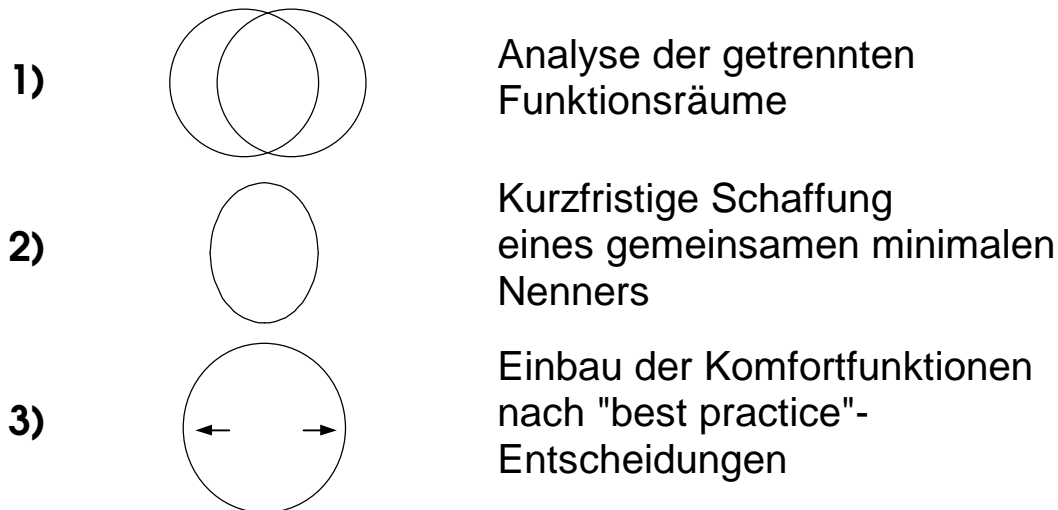 1)
Analyse der getrennten
Funktionsräume
2)
Kurzfristige Schaffung
eines gemeinsamen minimalen
Nenners
3)
Einbau der Komfortfunktionen
nach "best practice"-
Entscheidungen